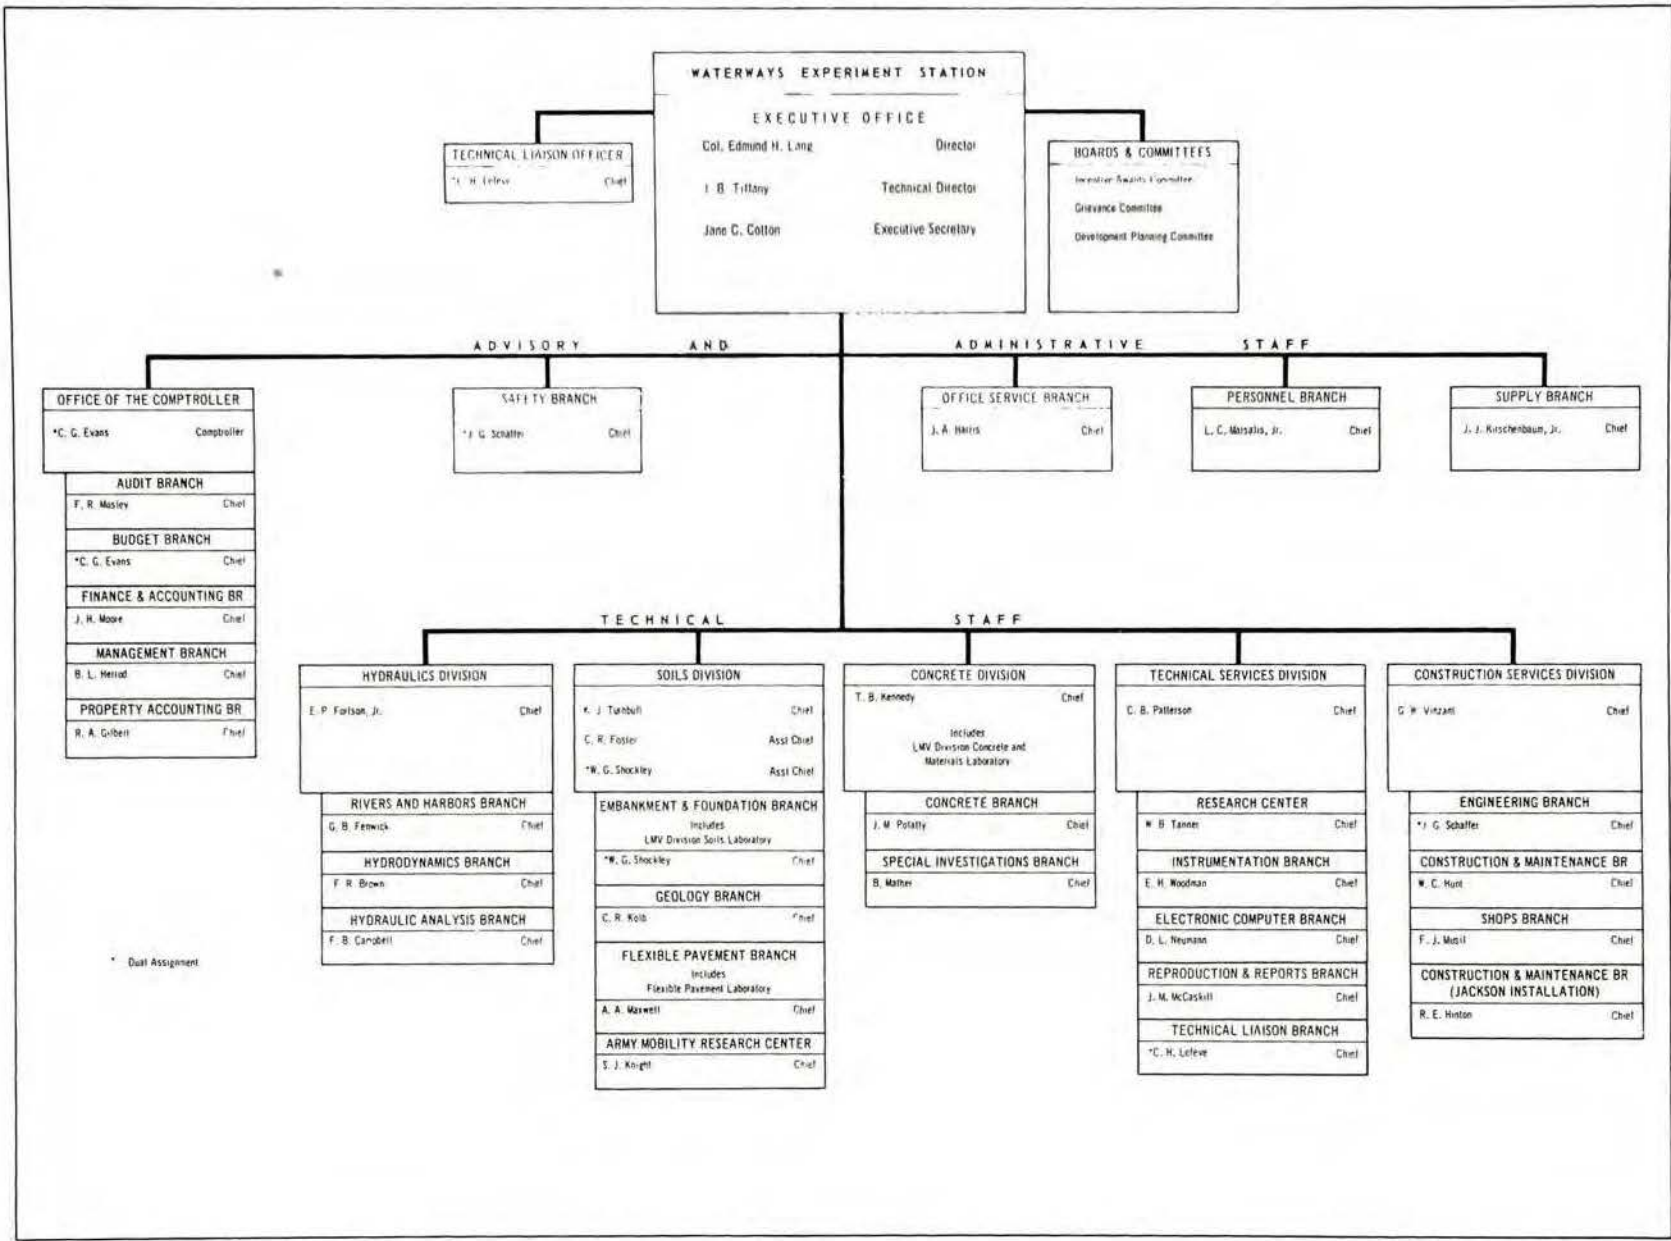 WATERWAYS EXPERIMENT STATION
EXECUTIVE OFFICE
Col. Edmund H. Lang Director
J. B. Tiffany Technical Director
Jane C. Cotton Executive Secretary
TECHNICAL LIAISON OFFICER
*C. H. Lefeve Chief
BOARDS & COMMITTEES
Incentive Awards Committee
Grievance Committee
Development Planning Committee
ADVISORY AND ADMINISTRATIVE STAFF
OFFICE OF THE COMPTROLLER
*C. G. Evans Comptroller
AUDIT BRANCH
F. R. Mosley Chief
BUDGET BRANCH
*C. G. Evans Chief
FINANCE & ACCOUNTING BR
J. H. Moore Chief
MANAGEMENT BRANCH
B. L. Herrod Chief
PROPERTY ACCOUNTING BR
R. A. Gilbert Chief
SAFETY BRANCH
*J. G. Schaffer Chief
OFFICE SERVICE BRANCH
J. A. Harris Chief
PERSONNEL BRANCH
L. C. Marsalis, Jr. Chief
SUPPLY BRANCH
J. J. Kirschenbaum, Jr. Chief
TECHNICAL STAFF
HYDRAULICS DIVISION
E. P. Fortson, Jr. Chief
RIVERS AND HARBORS BRANCH
G. B. Fenwick Chief
HYDRODYNAMICS BRANCH
F. R. Brown Chief
HYDRAULIC ANALYSIS BRANCH
F. B. Campbell Chief
SOILS DIVISION
J. Turnbull Chief
C. R. Foster Asst Chief
*W. G. Shockley Asst Chief
EMBANKMENT & FOUNDATION BRANCH
Includes
LMV Division Soils Laboratory
*W. G. Shockley Chief
GEOLOGY BRANCH
C. R. Kolb Chief
FLEXIBLE PAVEMENT BRANCH
Includes
Flexible Pavement Laboratory
A. A. Maxwell Chief
ARMY MOBILITY RESEARCH CENTER
S. J. Knight Chief
CONCRETE DIVISION
T. B. Kennedy Chief
Includes
LMV Division Concrete and
Materials Laboratory
CONCRETE BRANCH
J. M. Polatty Chief
SPECIAL INVESTIGATIONS BRANCH
B. Mather Chief
TECHNICAL SERVICES DIVISION
C. B. Patterson Chief
RESEARCH CENTER
W. B. Tanner Chief
INSTRUMENTATION BRANCH
E. H. Woodman Chief
ELECTRONIC COMPUTER BRANCH
D. L. Neumann Chief
REPRODUCTION & REPORTS BRANCH
J. M. McCaskill Chief
TECHNICAL LIAISON BRANCH
*C. H. Lefeve Chief
CONSTRUCTION SERVICES DIVISION
G. W. Vinzant Chief
ENGINEERING BRANCH
*J. G. Schaffer Chief
CONSTRUCTION & MAINTENANCE BR
W. C. Hunt Chief
SHOPS BRANCH
F. J. Musil Chief
CONSTRUCTION & MAINTENANCE BR
(JACKSON INSTALLATION)
R. E. Hinton Chief
* Dual Assignment